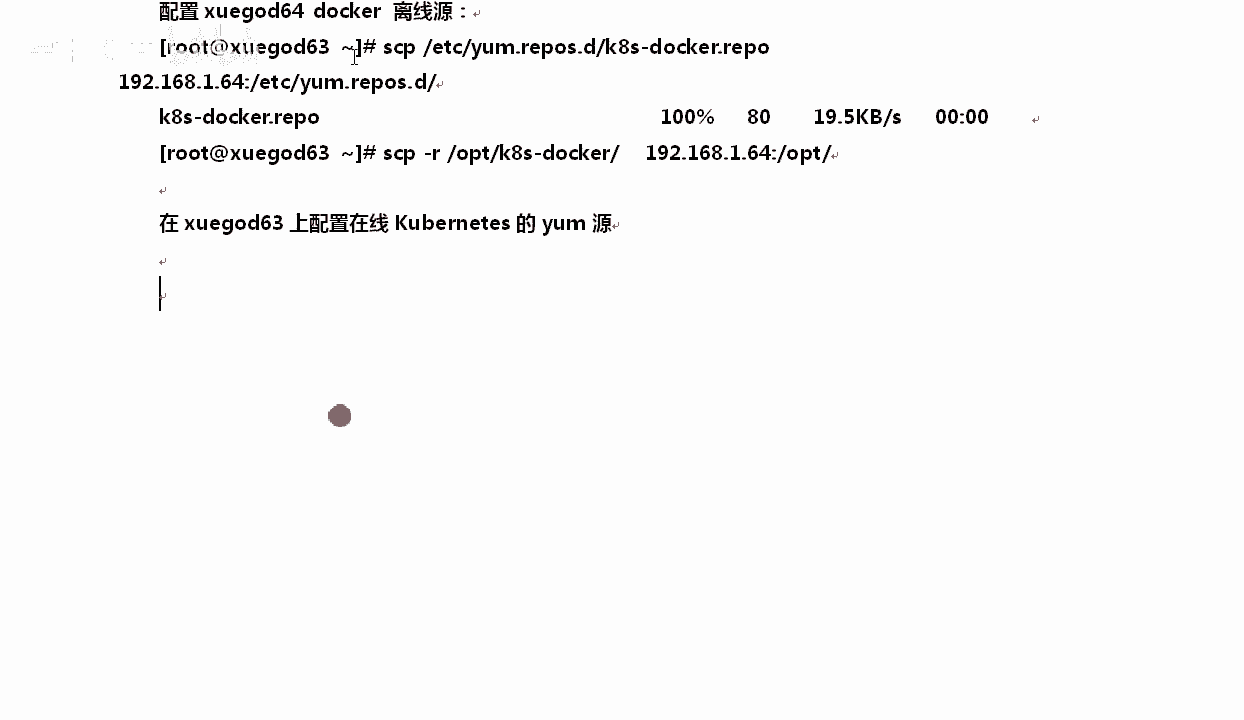 配置 xuegod64 docker 离线源：
[root@xuegod63 ~]# scp /etc/yum.repos.d/k8s-docker.repo
192.168.1.64:/etc/yum.repos.d/
k8s-docker.repo 100% 80 19.5KB/s 00:00
[root@xuegod63 ~]# scp -r /opt/k8s-docker/ 192.168.1.64:/opt/
在 xuegod63 上配置在线 Kubernetes 的 yum 源